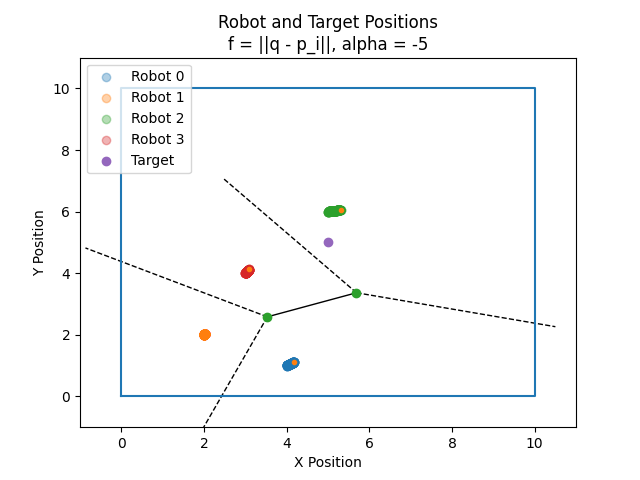 Robot and Target Positions
f = ||q - p_i||, alpha = -5
Robot 0
Robot 1
Robot 2
Robot 3
Target
Y Position
10
8
6
4
2
0
0 2 4 6 8 10
X Position